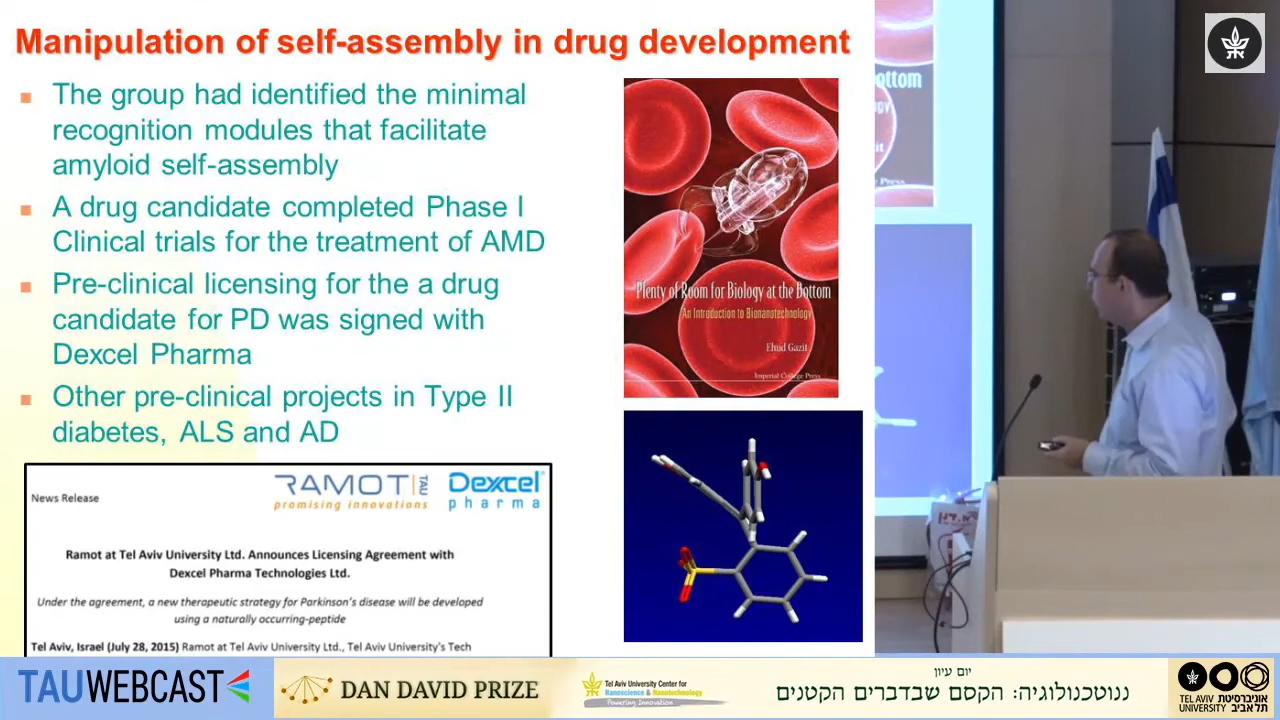 Manipulation of self-assembly in drug development
The group had identified the minimal
recognition modules that facilitate
amyloid self-assembly
A drug candidate completed Phase I
Clinical trials for the treatment of AMD
Pre-clinical licensing for the a drug
candidate for PD was signed with
Dexcel Pharma
Other pre-clinical projects in Type II
diabetes, ALS and AD
Plenty of Room for Biology at the Bottom
An Introduction to Bionanotechnology
Ehud Gazit
Imperial College Press
News Release
RAMOT TAU
promising innovations
Dexcel
pharma
Ramot at Tel Aviv University Ltd. Announces Licensing Agreement with
Dexcel Pharma Technologies Ltd.
Under the agreement, a new therapeutic strategy for Parkinson's disease will be developed
using a naturally occurring-peptide
Tel Aviv, Israel (July 28, 2015) Ramot at Tel Aviv University Ltd., Tel Aviv University's Tech
ottom
gy
it
e Press
TAUWEBCAST
DAN DAVID PRIZE
Tel Aviv University Center for
Nanoscience & Nanotechnology
Powering Innovation
יום עיון
ננוטכנולוגיה: הקסם שבדברים הקטנים
TEL AVIV אוניברסיטת
UNIVERSITY תל אביב